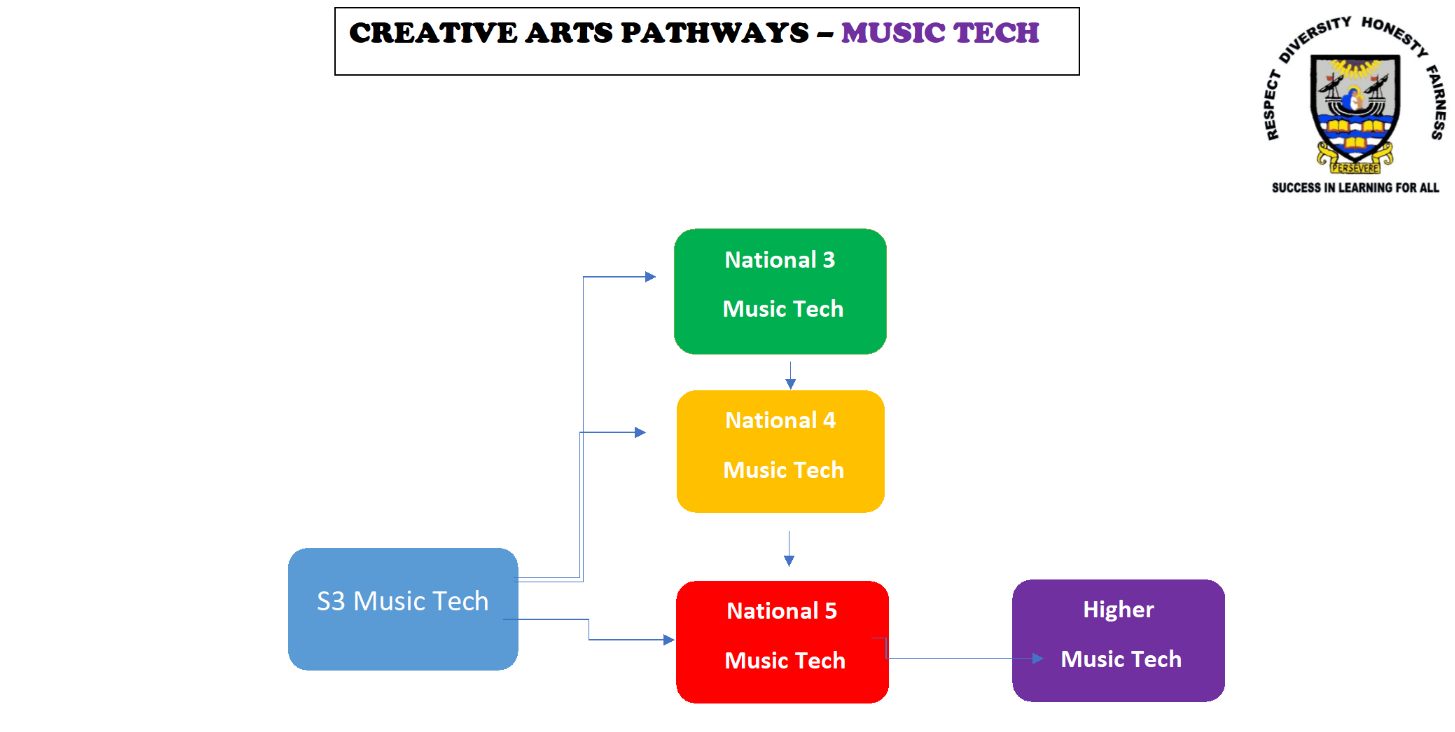 CREATIVE ARTS PATHWAYS – MUSIC TECH
RESPECT DIVERSITY HONESTY FAIRNESS
PERSEVERE
SUCCESS IN LEARNING FOR ALL
National 3
Music Tech
National 4
Music Tech
S3 Music Tech
National 5
Music Tech
Higher
Music Tech